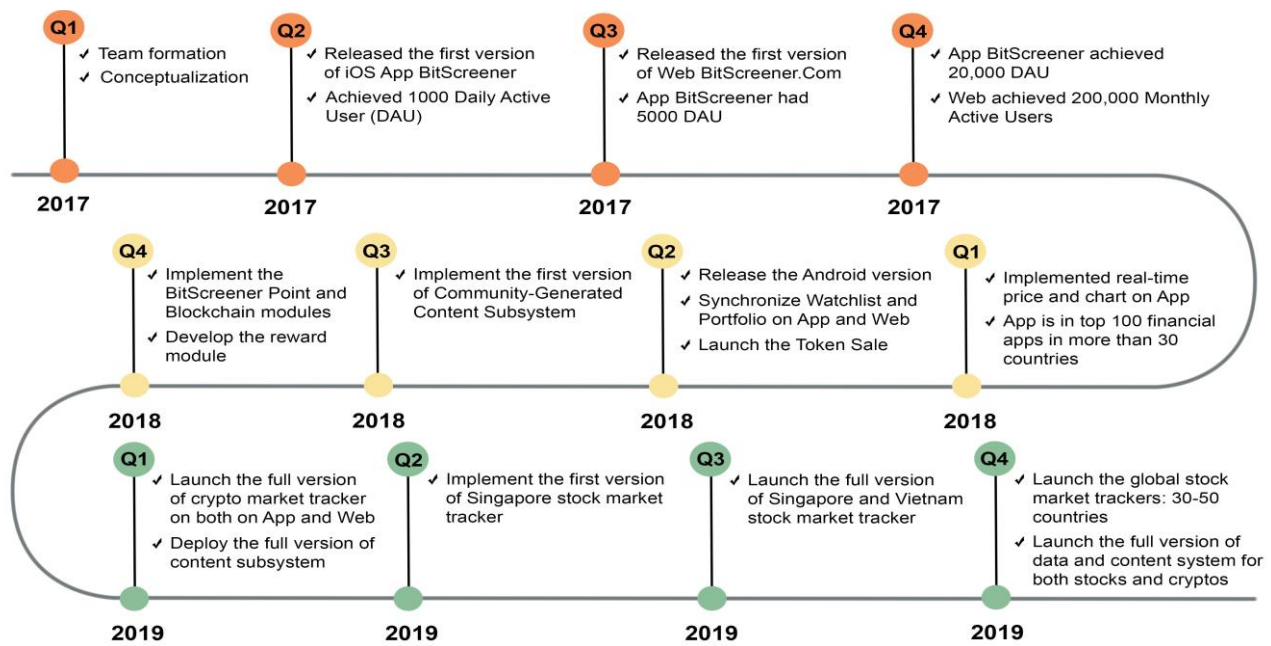 Q1
✓ Team formation
✓ Conceptualization
2017
Q2
✓ Released the first version
of iOS App BitScreener
✓ Achieved 1000 Daily Active
User (DAU)
2017
Q3
✓ Released the first version
of Web BitScreener.Com
✓ App BitScreener had
5000 DAU
2017
Q4
✓ App BitScreener achieved
20,000 DAU
✓ Web achieved 200,000 Monthly
Active Users
2017
Q1
✓ Implemented real-time
price and chart on App
✓ App is in top 100 financial
apps in more than 30
countries
2018
Q2
✓ Release the Android version
✓ Synchronize Watchlist and
Portfolio on App and Web
✓ Launch the Token Sale
2018
Q3
✓ Implement the first version
of Community-Generated
Content Subsystem
2018
Q4
✓ Implement the
BitScreener Point and
Blockchain modules
✓ Develop the reward
module
2018
Q1
✓ Launch the full version
of crypto market tracker
on both on App and Web
✓ Deploy the full version of
content subsystem
2019
Q2
✓ Implement the first version
of Singapore stock market
tracker
2019
Q3
✓ Launch the full version
of Singapore and Vietnam
stock market tracker
2019
Q4
✓ Launch the global stock
market trackers: 30-50
countries
✓ Launch the full version of
data and content system for
both stocks and cryptos
2019